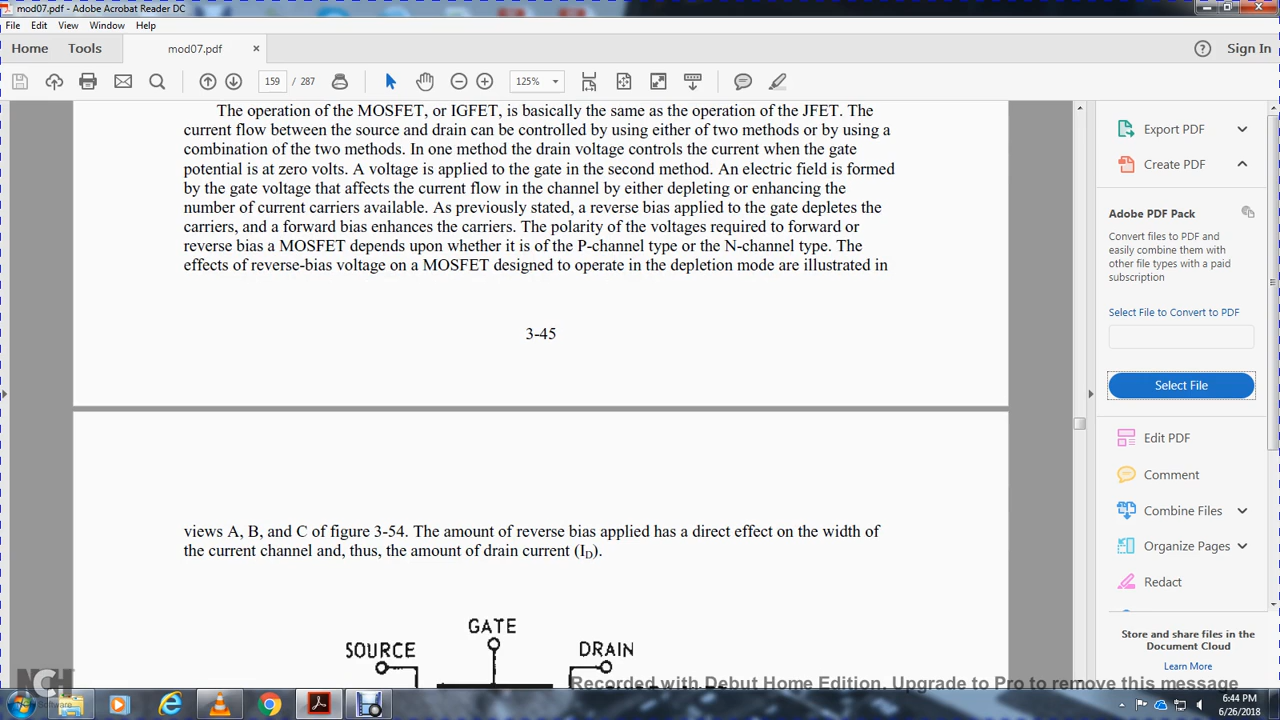 mod07.pdf - Adobe Acrobat Reader DC
File Edit View Window Help
Home Tools mod07.pdf × Sign In
159 / 287 125%
The operation of the MOSFET, or IGFET, is basically the same as the operation of the JFET. The
current flow between the source and drain can be controlled by using either of two methods or by using a
combination of the two methods. In one method the drain voltage controls the current when the gate
potential is at zero volts. A voltage is applied to the gate in the second method. An electric field is formed
by the gate voltage that affects the current flow in the channel by either depleting or enhancing the
number of current carriers available. As previously stated, a reverse bias applied to the gate depletes the
carriers, and a forward bias enhances the carriers. The polarity of the voltages required to forward or
reverse bias a MOSFET depends upon whether it is of the P-channel type or the N-channel type. The
effects of reverse-bias voltage on a MOSFET designed to operate in the depletion mode are illustrated in
3-45
views A, B, and C of figure 3-54. The amount of reverse bias applied has a direct effect on the width of
the current channel and, thus, the amount of drain current (ID).
GATE
SOURCE
DRAIN
Export PDF
Create PDF
Adobe PDF Pack
Convert files to PDF and
easily combine them with
other file types with a paid
subscription
Select File to Convert to PDF
Select File
Edit PDF
Comment
Combine Files
Organize Pages
Redact
Store and share files in the
Document Cloud
Learn More
NCH
Software
Recorded with Debut Home Edition. Upgrade to Pro to remove this message
6:44 PM
6/26/2018